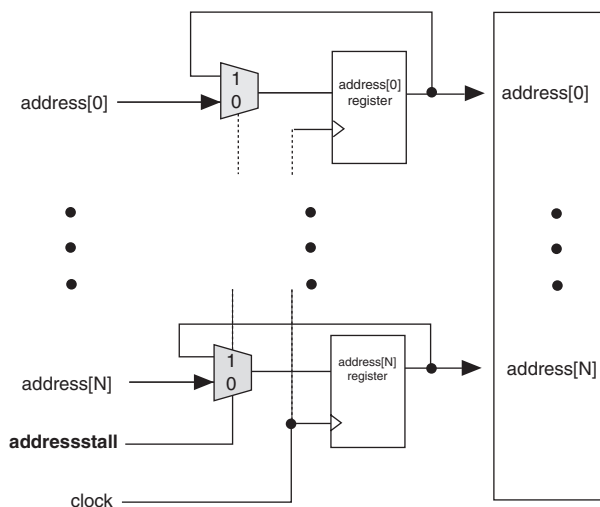 1
address[0]
register
address[0]
0
address[0]
1
address[N]
register
address[N]
0
address[N]
addressstall
clock